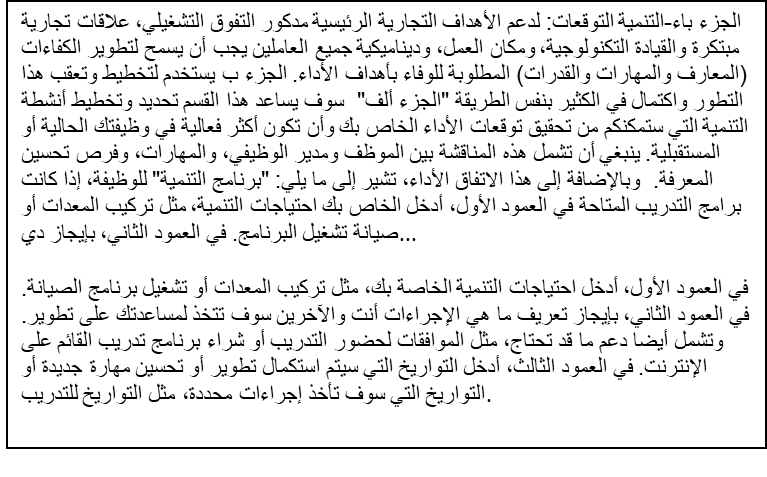 الجزء باء-التنمية التوقعات: لدعم الأهداف التجارية الرئيسية مدكور التفوق التشغيلي، علاقات تجارية
مبتكرة والقيادة التكنولوجية، ومكان العمل، وديناميكية جميع العاملين يجب أن يسمح لتطوير الكفاءات
(المعارف والمهارات والقدرات) المطلوبة للوفاء بأهداف الأداء. الجزء ب يستخدم لتخطيط وتعقب هذا
التطور واكتمال في الكثير بنفس الطريقة "الجزء ألف"  سوف يساعد هذا القسم تحديد وتخطيط أنشطة
التنمية التي ستمكنكم من تحقيق توقعات الأداء الخاص بك وأن تكون أكثر فعالية في وظيفتك الحالية أو
المستقبلية. ينبغي أن تشمل هذه المناقشة بين الموظف ومدير الوظيفي، والمهارات، وفرص تحسين
المعرفة.  وبالإضافة إلى هذا الاتفاق الأداء، تشير إلى ما يلي: "برنامج التنمية" للوظيفة، إذا كانت
برامج التدريب المتاحة في العمود الأول، أدخل الخاص بك احتياجات التنمية، مثل تركيب المعدات أو
صيانة تشغيل البرنامج. في العمود الثاني، بإيجاز دي...
في العمود الأول، أدخل احتياجات التنمية الخاصة بك، مثل تركيب المعدات أو تشغيل برنامج الصيانة.
في العمود الثاني، بإيجاز تعريف ما هي الإجراءات أنت والآخرين سوف تتخذ لمساعدتك على تطوير.
وتشمل أيضا دعم ما قد تحتاج، مثل الموافقات لحضور التدريب أو شراء برنامج تدريب القائم على
الإنترنت. في العمود الثالث، أدخل التواريخ التي سيتم استكمال تطوير أو تحسين مهارة جديدة أو
التواريخ التي سوف تأخذ إجراءات محددة، مثل التواريخ للتدريب.